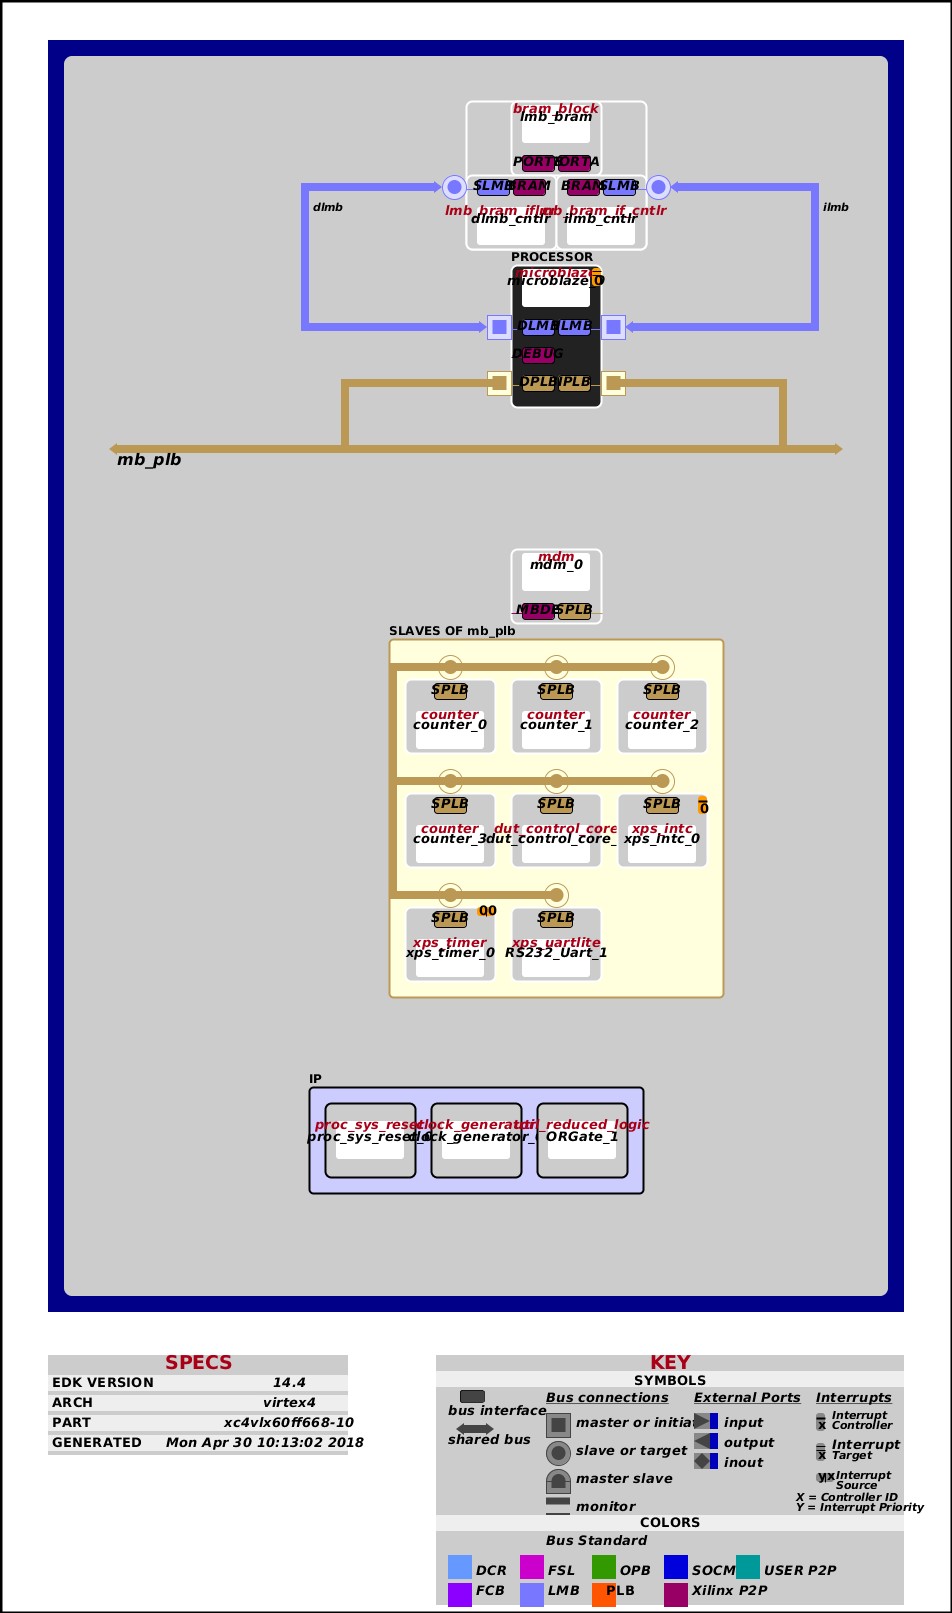 bram_block
lmb_bram
PORTB PORTA
SLMB BRAM BRAM SLMB
dlmb
ilmb
lmb_bram_if_cntlr
dlmb_cntlr ilmb_cntlr
PROCESSOR
microblaze
microblaze_0
0
DLMB ILMB
DEBUG
DPLB IPLB
mb_plb
mdm
mdm_0
SPLB
SLAVES OF mb_plb
SPLB SPLB SPLB
counter counter counter
counter_0 counter_1 counter_2
SPLB SPLB SPLB 0
counter dut_control_core xps_intc
counter_3 dut_control_core_ xps_intc_0
SPLB 00 SPLB
xps_timer xps_uartlite
xps_timer_0 RS232_Uart_1
IP
proc_sys_reset clock_generator util_reduced_logic
proc_sys_reset_0 clock_generator_0 ORGate_1
SPECS
EDK VERSION 14.4
ARCH virtex4
PART xc4vlx60ff668-10
GENERATED Mon Apr 30 10:13:02 2018
KEY
SYMBOLS
bus interface
shared bus
Bus connections
master or initia
slave or target
master slave
monitor
External Ports
input
output
inout
Interrupts
x Interrupt
Controller
x Interrupt
Target
yx Interrupt
Source
X = Controller ID
Y = Interrupt Priority
COLORS
Bus Standard
DCR FSL OPB SOCM USER P2P
FCB LMB PLB Xilinx P2P